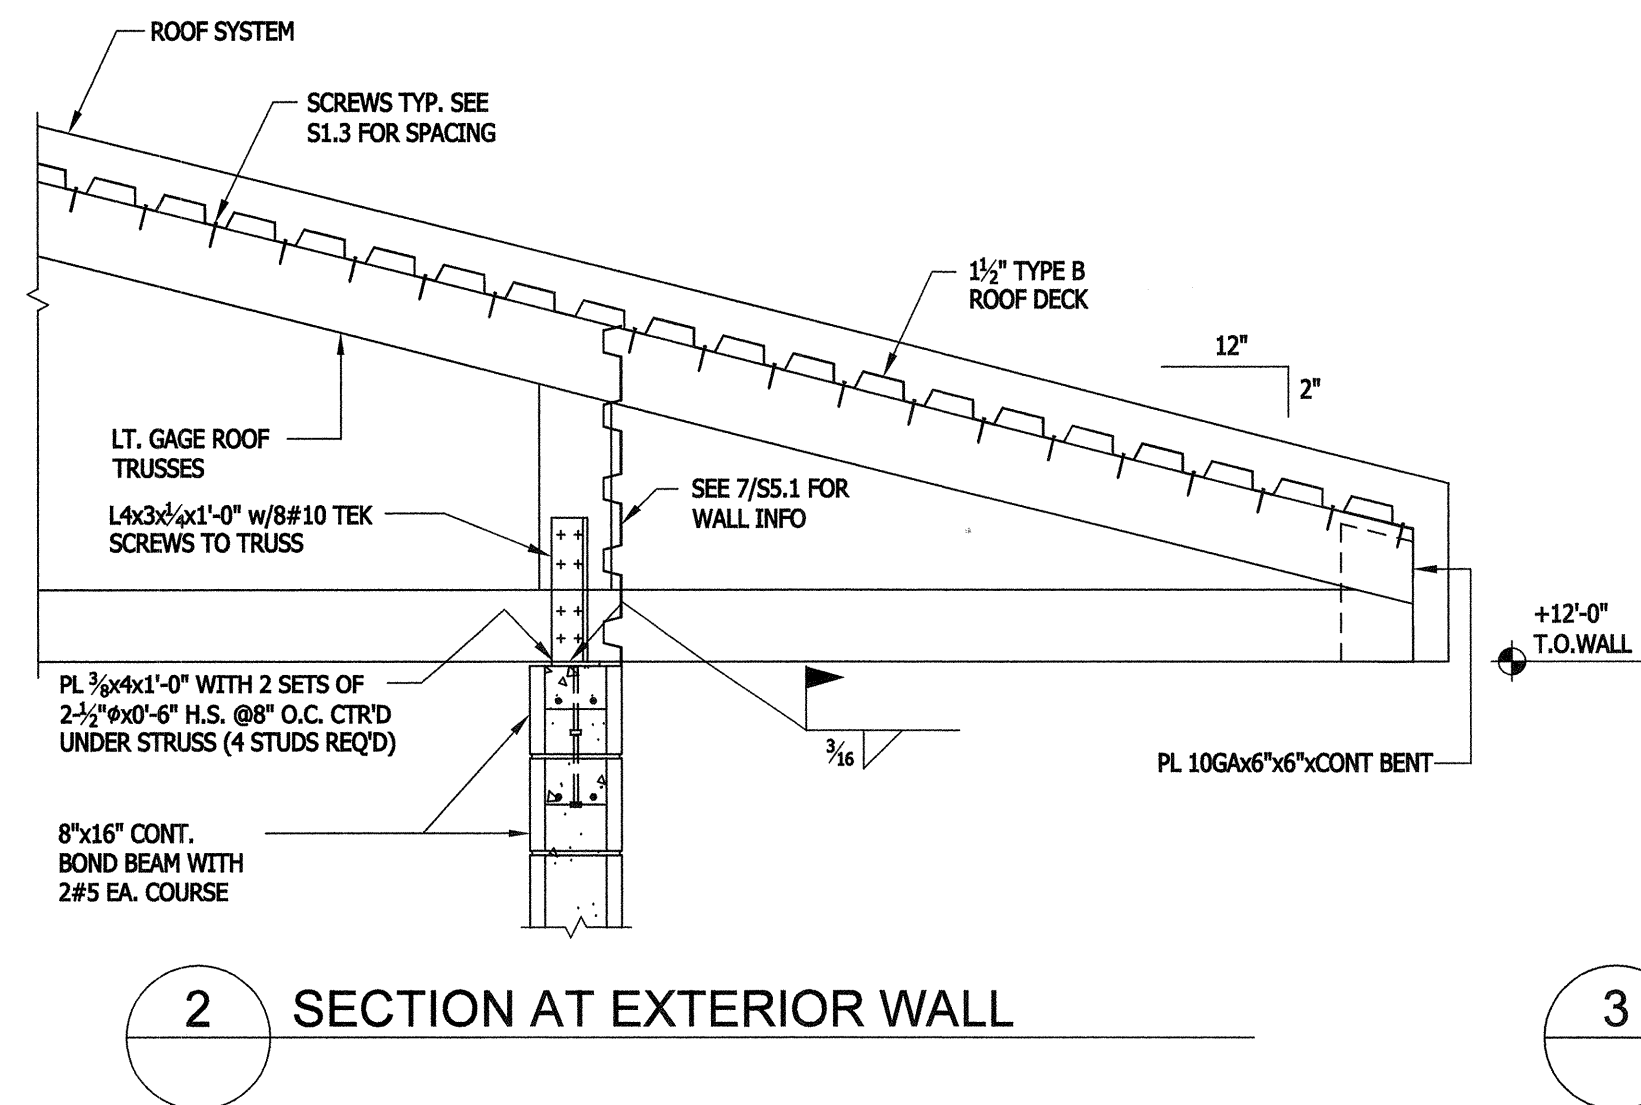 ROOF SYSTEM
SCREWS TYP. SEE
S1.3 FOR SPACING
1½" TYPE B
ROOF DECK
12"
2"
LT. GAGE ROOF
TRUSSES
SEE 7/S5.1 FOR
WALL INFO
L4x3x¼x1'-0" w/8#10 TEK
SCREWS TO TRUSS
+12'-0"
T.O.WALL
PL ⅜x4x1'-0" WITH 2 SETS OF
2-½"øx0'-6" H.S. @8" O.C. CTR'D
UNDER STRUSS (4 STUDS REQ'D)
3/16
PL 10GAx6"x6"xCONT BENT
8"x16" CONT.
BOND BEAM WITH
2#5 EA. COURSE
2 SECTION AT EXTERIOR WALL
3